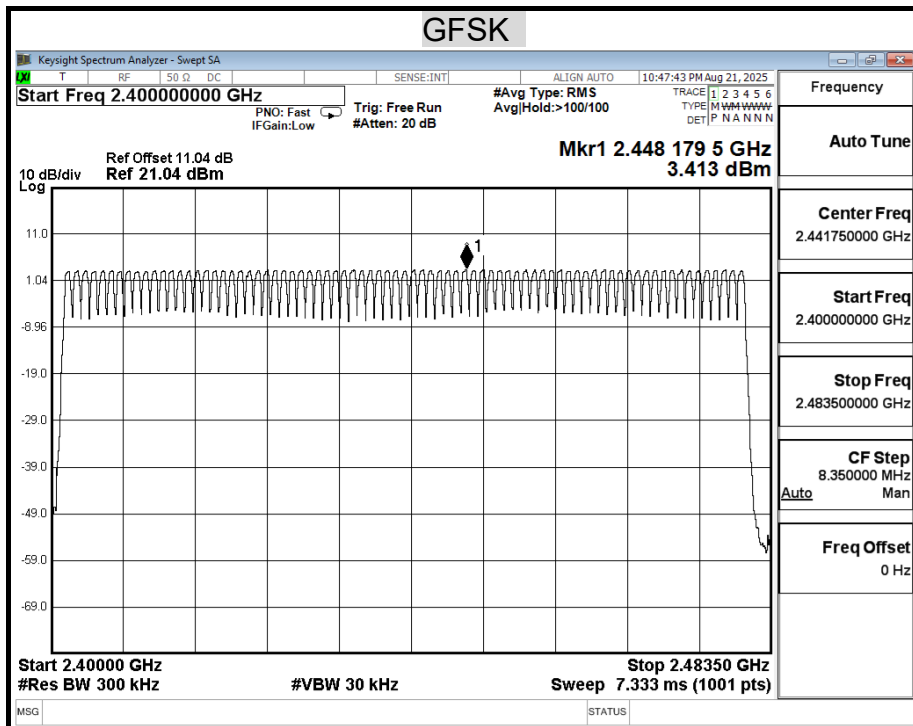 GFSK
Keysight Spectrum Analyzer - Swept SA
LXI T RF 50 Ω DC SENSE:INT ALIGN AUTO 10:47:43 PM Aug 21, 2025
Start Freq 2.400000000 GHz
PNO: Fast
IFGain:Low
Trig: Free Run
#Atten: 20 dB
#Avg Type: RMS
Avg|Hold:>100/100
TRACE 1 2 3 4 5 6
TYPE M WM WWWW
DET P N A N N N
Mkr1 2.448 179 5 GHz
3.413 dBm
Ref Offset 11.04 dB
10 dB/div Ref 21.04 dBm
Log
11.0
1.04
-8.96
-19.0
-29.0
-39.0
-49.0
-59.0
-69.0
1
Start 2.40000 GHz Stop 2.48350 GHz
#Res BW 300 kHz #VBW 30 kHz Sweep 7.333 ms (1001 pts)
MSG STATUS
Frequency
Auto Tune
Center Freq
2.441750000 GHz
Start Freq
2.400000000 GHz
Stop Freq
2.483500000 GHz
CF Step
8.350000 MHz
Auto Man
Freq Offset
0 Hz